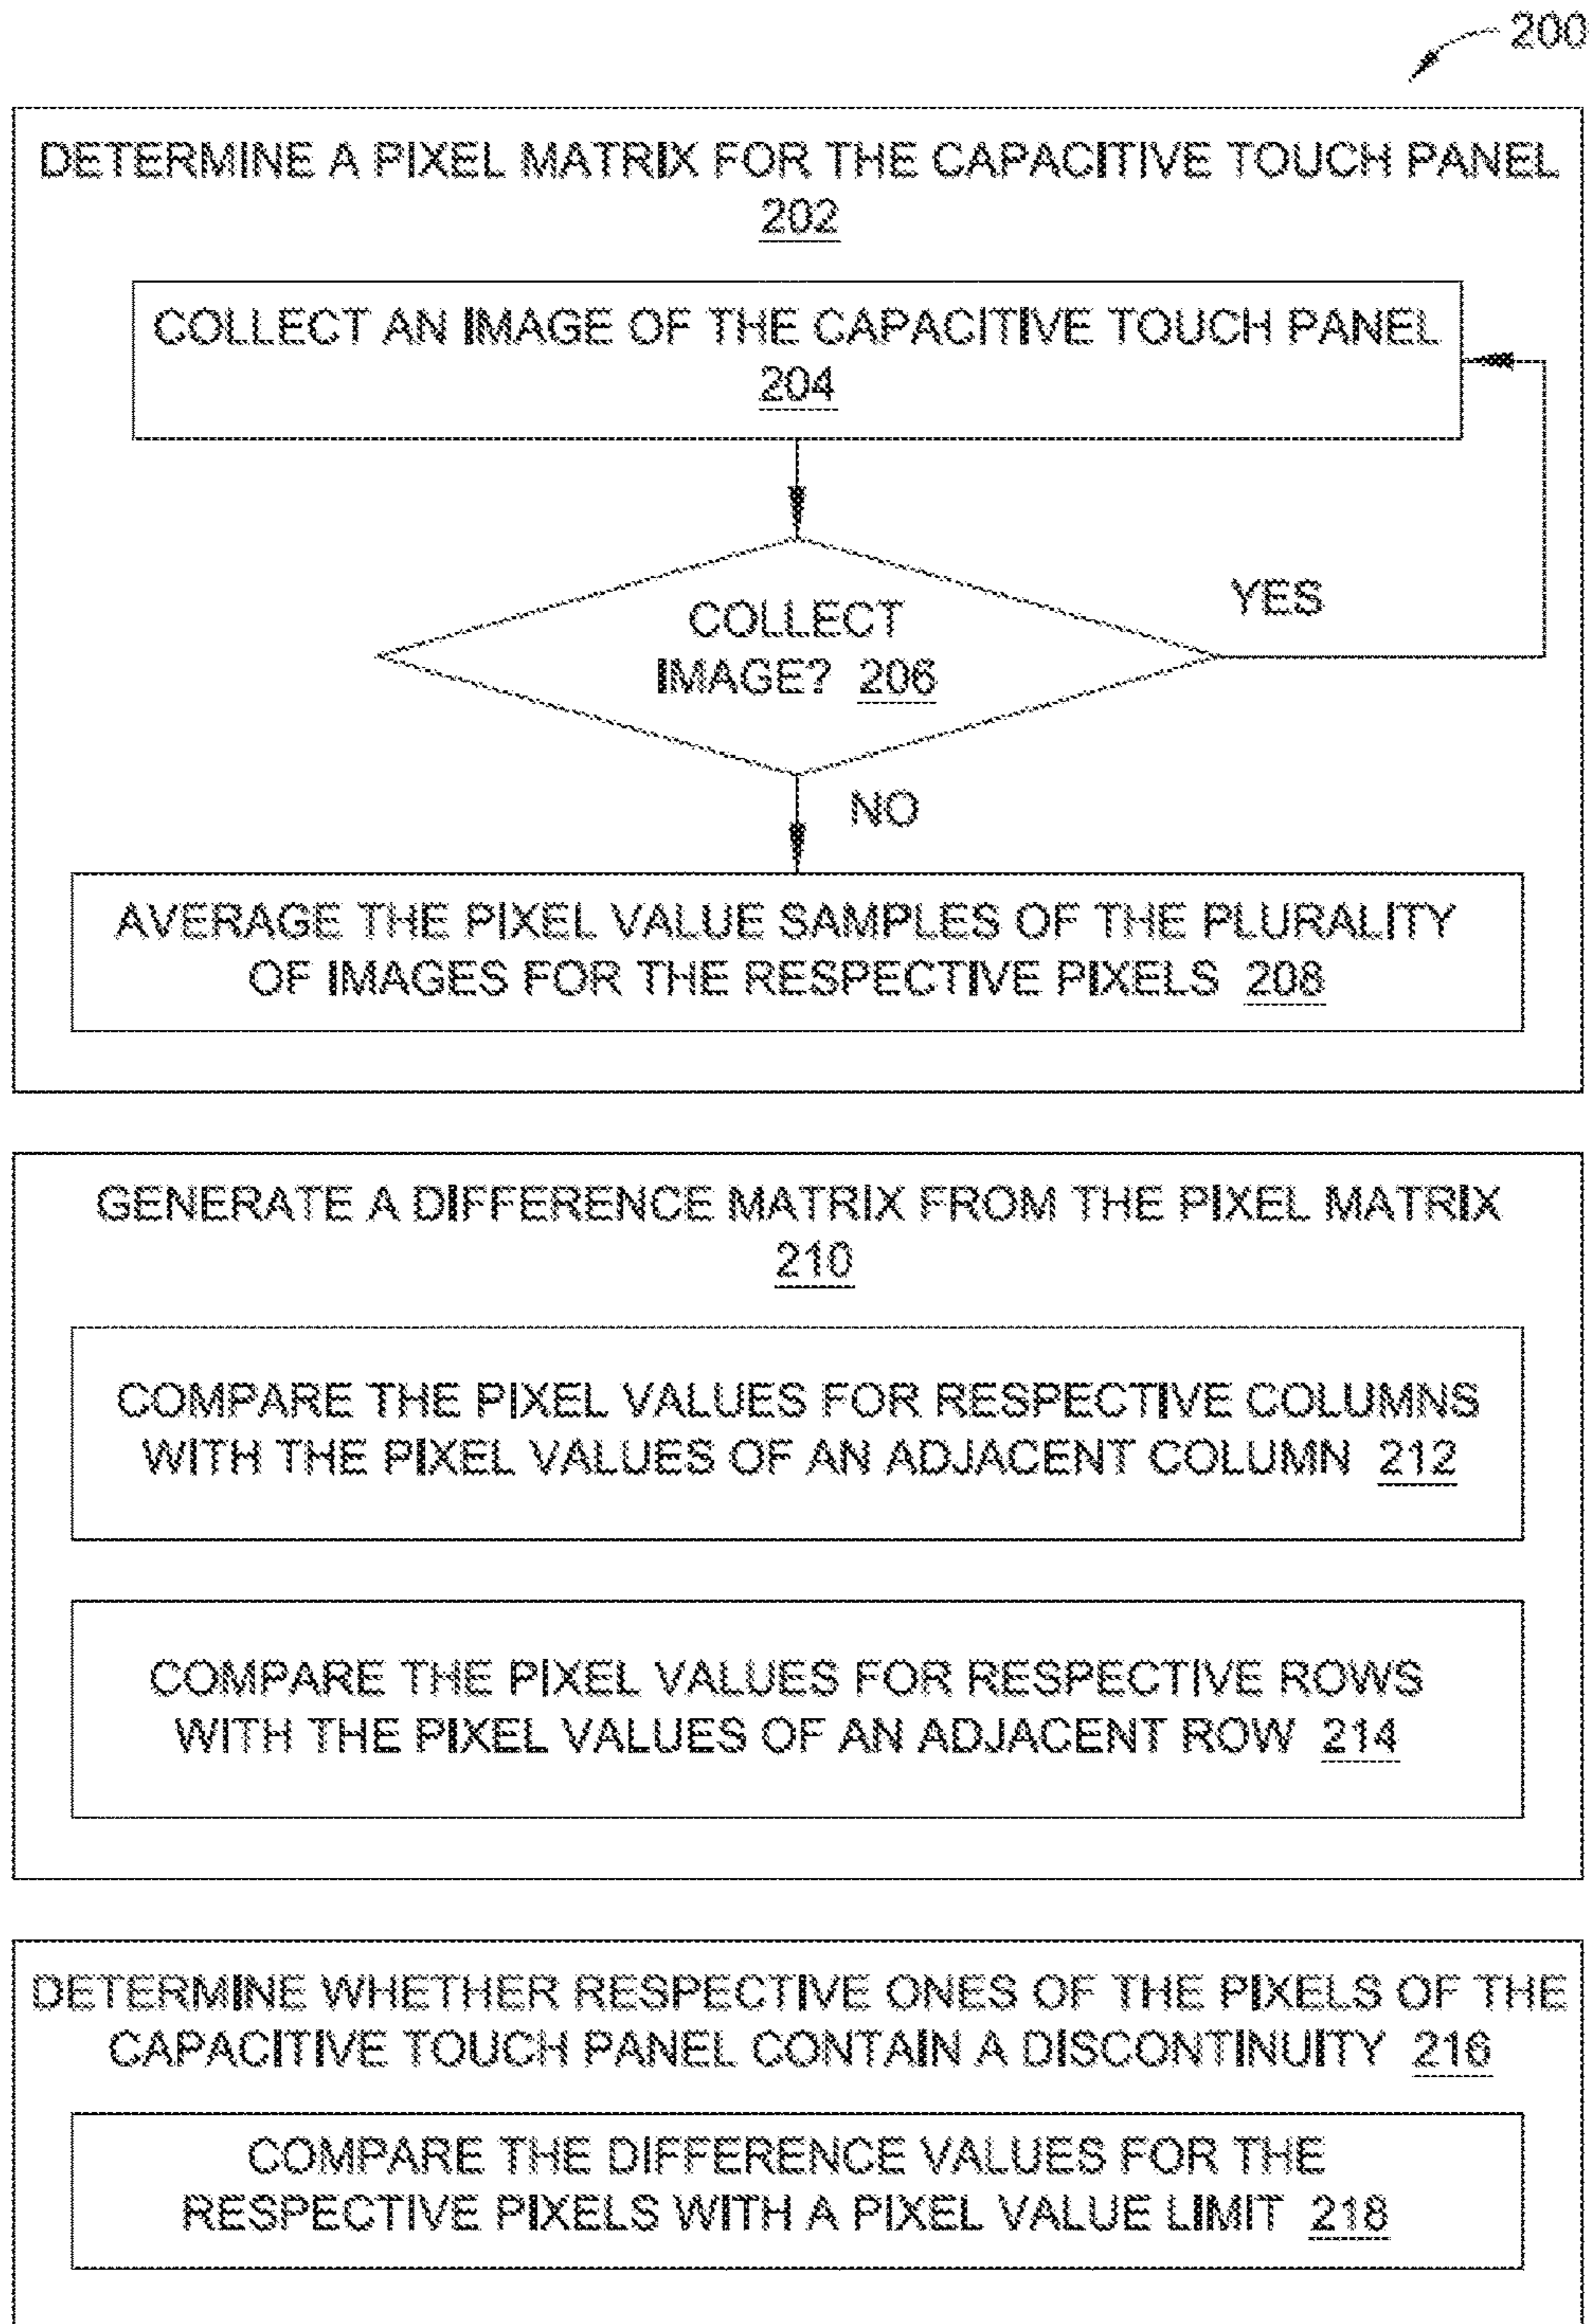 200
DETERMINE A PIXEL MATRIX FOR THE CAPACITIVE TOUCH PANEL
202
COLLECT AN IMAGE OF THE CAPACITIVE TOUCH PANEL
204
COLLECT
IMAGE? 206
YES
NO
AVERAGE THE PIXEL VALUE SAMPLES OF THE PLURALITY
OF IMAGES FOR THE RESPECTIVE PIXELS 208
GENERATE A DIFFERENCE MATRIX FROM THE PIXEL MATRIX
210
COMPARE THE PIXEL VALUES FOR RESPECTIVE COLUMNS
WITH THE PIXEL VALUES OF AN ADJACENT COLUMN 212
COMPARE THE PIXEL VALUES FOR RESPECTIVE ROWS
WITH THE PIXEL VALUES OF AN ADJACENT ROW 214
DETERMINE WHETHER RESPECTIVE ONES OF THE PIXELS OF THE
CAPACITIVE TOUCH PANEL CONTAIN A DISCONTINUITY 216
COMPARE THE DIFFERENCE VALUES FOR THE
RESPECTIVE PIXELS WITH A PIXEL VALUE LIMIT 218